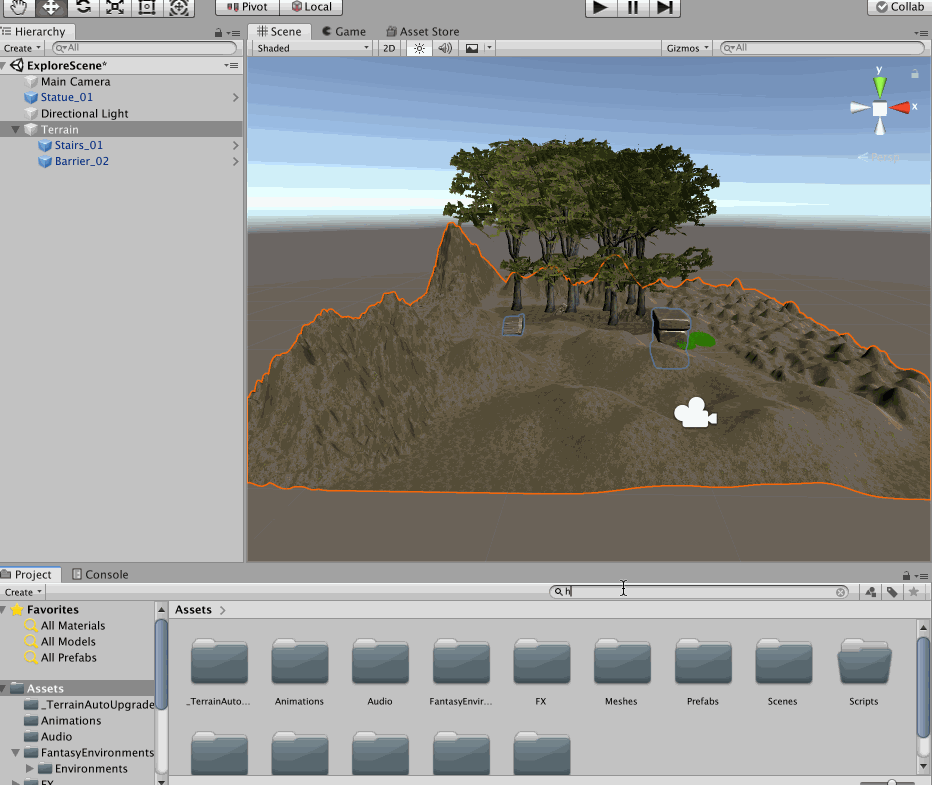 Pivot Local Collab
Hierarchy
Create All
ExploreScene*
Main Camera
Statue_01
Directional Light
Terrain
Stairs_01
Barrier_02
Scene Game Asset Store
Shaded 2D Gizmos All
y
x
Persp
Project Console
Create h
Favorites
All Materials
All Models
All Prefabs
Assets
_TerrainAutoUpgrade
Animations
Audio
FantasyEnvironments
Environments
FX
Assets
_TerrainAuto... Animations Audio FantasyEnvir... FX Meshes Prefabs Scenes Scripts